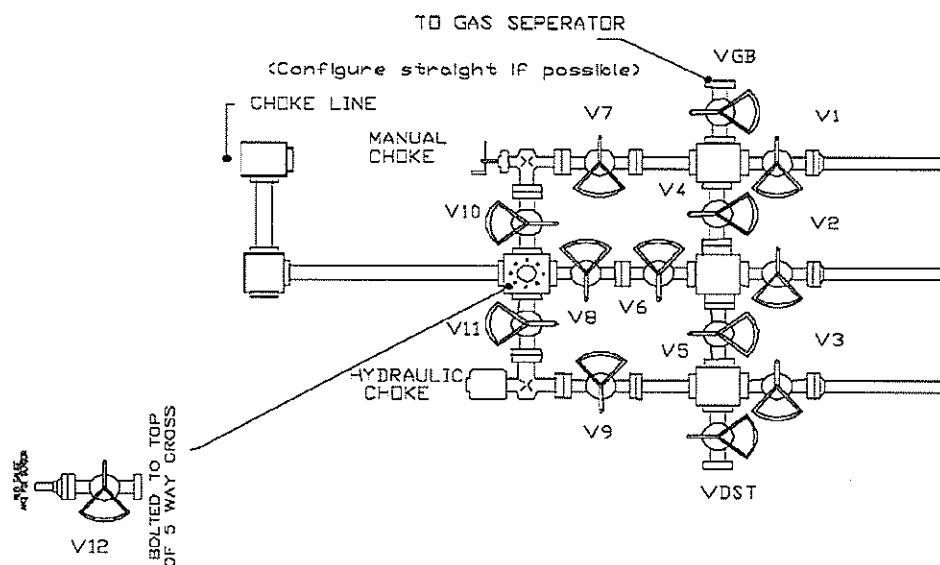 TO GAS SEPERATOR
VGB
(Configure straight if possible)
CHOKE LINE
V7
V1
MANUAL
CHOKE
V4
V10
V2
V8
V6
V11
V5
V3
HYDRAULIC
CHOKE
V9
BOLTED TO TOP
OF 5 WAY CROSS
VDST
V12